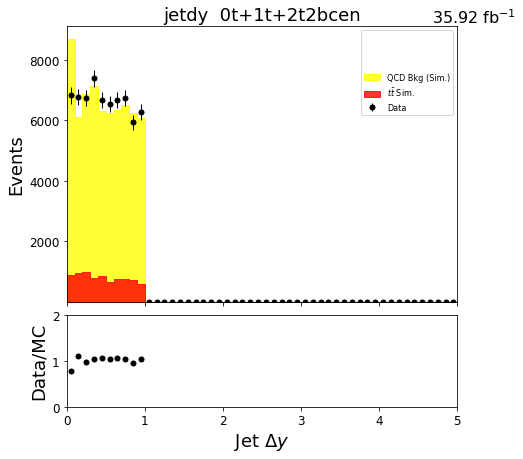 jetdy  0t+1t+2t2bcen
35.92 fb⁻¹
8000
6000
4000
2000
Events
QCD Bkg (Sim.)
tt̄ Sim.
Data
2
1
0
Data/MC
0 1 2 3 4 5
Jet Δy